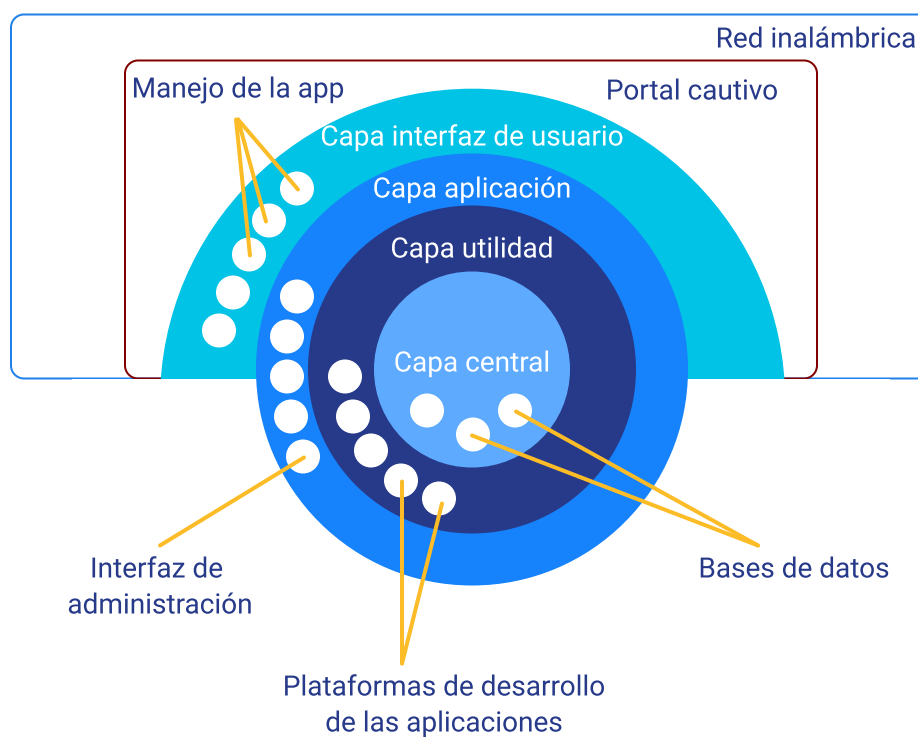 Red inalámbrica
Manejo de la app
Portal cautivo
Capa interfaz de usuario
Capa aplicación
Capa utilidad
Capa central
Interfaz de
administración
Bases de datos
Plataformas de desarrollo
de las aplicaciones